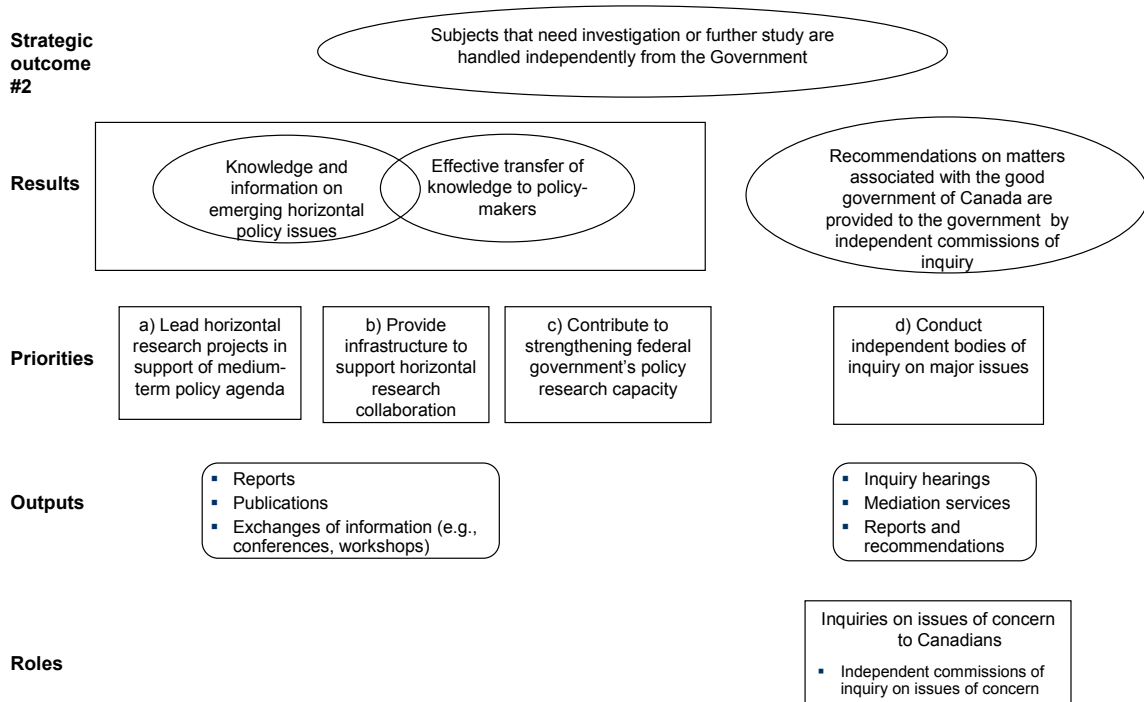 Strategic
outcome
#2
Subjects that need investigation or further study are
handled independently from the Government
Results
Knowledge and
information on
emerging horizontal
policy issues
Effective transfer of
knowledge to policy-
makers
Recommendations on matters
associated with the good
government of Canada are
provided to the government by
independent commissions of
inquiry
Priorities
a) Lead horizontal
research projects in
support of medium-
term policy agenda
b) Provide
infrastructure to
support horizontal
research
collaboration
c) Contribute to
strengthening federal
government’s policy
research capacity
d) Conduct
independent bodies of
inquiry on major issues
Outputs
▪ Reports
▪ Publications
▪ Exchanges of information (e.g.,
conferences, workshops)
▪ Inquiry hearings
▪ Mediation services
▪ Reports and
recommendations
Roles
Inquiries on issues of concern
to Canadians
▪ Independent commissions of
inquiry on issues of concern